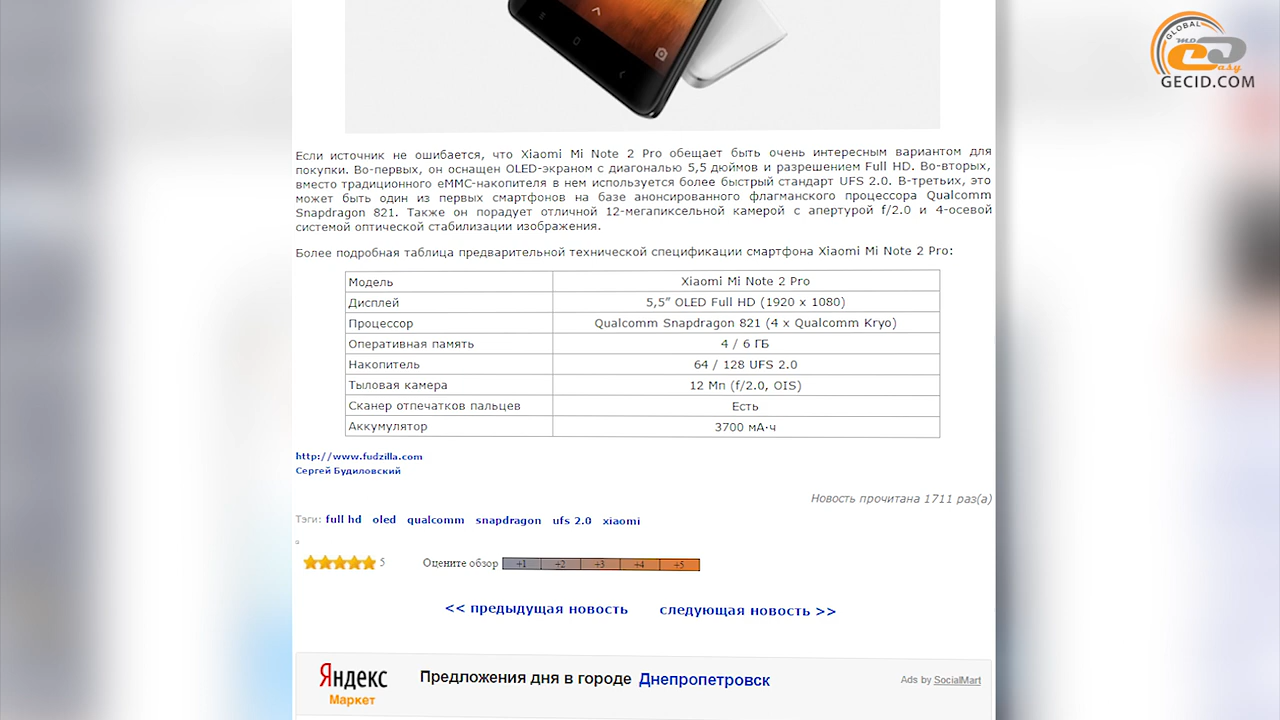 GLOBAL
MLD
easy
GECID.COM
Если источник не ошибается, что Xiaomi Mi Note 2 Pro обещает быть очень интересным вариантом для
покупки. Во-первых, он оснащен OLED-экраном с диагональю 5,5 дюймов и разрешением Full HD. Во-вторых,
вместо традиционного eMMC-накопителя в нем используется более быстрый стандарт UFS 2.0. В-третьих, это
может быть один из первых смартфонов на базе анонсированного флагманского процессора Qualcomm
Snapdragon 821. Также он порадует отличной 12-мегапиксельной камерой с апертурой f/2.0 и 4-осевой
системой оптической стабилизации изображения.
Более подробная таблица предварительной технической спецификации смартфона Xiaomi Mi Note 2 Pro:
Модель Xiaomi Mi Note 2 Pro
Дисплей 5,5” OLED Full HD (1920 x 1080)
Процессор Qualcomm Snapdragon 821 (4 x Qualcomm Kryo)
Оперативная память 4 / 6 ГБ
Накопитель 64 / 128 UFS 2.0
Тыловая камера 12 Мп (f/2.0, OIS)
Сканер отпечатков пальцев Есть
Аккумулятор 3700 мА·ч
http://www.fudzilla.com
Сергей Будиловский
Новость прочитана 1711 раз(а)
Тэги: full hd oled qualcomm snapdragon ufs 2.0 xiaomi
5 Оцените обзор +1 +2 +3 +4 +5
<< предыдущая новость следующая новость >>
Яндекс
Маркет
Предложения дня в городе Днепропетровск
Ads by SocialMart